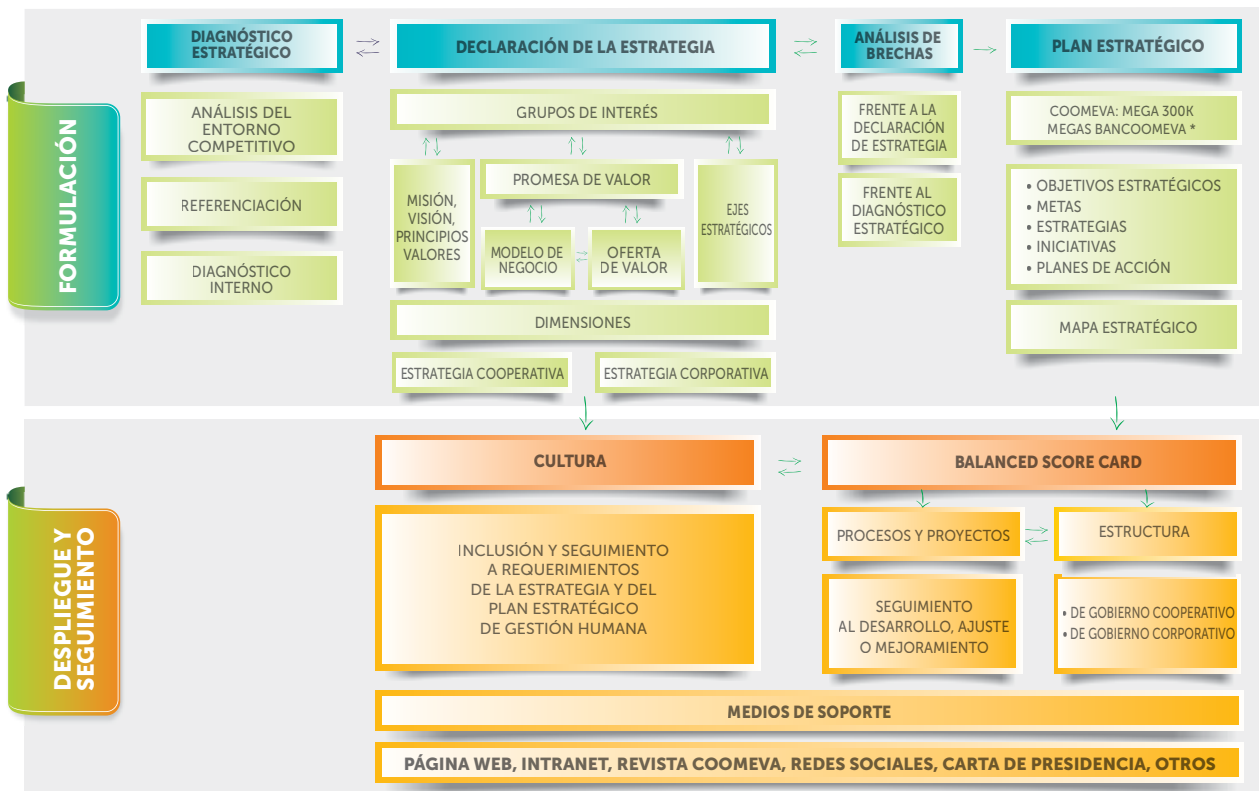 FORMULACIÓN
DIAGNÓSTICO
ESTRATÉGICO
ANÁLISIS DEL
ENTORNO
COMPETITIVO
REFERENCIACIÓN
DIAGNÓSTICO
INTERNO
DECLARACIÓN DE LA ESTRATEGIA
GRUPOS DE INTERÉS
MISIÓN,
VISIÓN,
PRINCIPIOS
VALORES
PROMESA DE VALOR
MODELO DE
NEGOCIO
OFERTA
DE VALOR
EJES
ESTRATÉGICOS
DIMENSIONES
ESTRATEGIA COOPERATIVA
ESTRATEGIA CORPORATIVA
ANÁLISIS DE
BRECHAS
FRENTE A LA
DECLARACIÓN
DE ESTRATEGIA
FRENTE AL
DIAGNÓSTICO
ESTRATÉGICO
PLAN ESTRATÉGICO
COOMEVA: MEGA 300K
MEGAS BANCOOMEVA *
• OBJETIVOS ESTRATÉGICOS
• METAS
• ESTRATEGIAS
• INICIATIVAS
• PLANES DE ACCIÓN
MAPA ESTRATÉGICO
DESPLIEGUE Y
SEGUIMIENTO
CULTURA
INCLUSIÓN Y SEGUIMIENTO
A REQUERIMIENTOS
DE LA ESTRATEGIA Y DEL
PLAN ESTRATÉGICO
DE GESTIÓN HUMANA
BALANCED SCORE CARD
PROCESOS Y PROYECTOS
SEGUIMIENTO
AL DESARROLLO, AJUSTE
O MEJORAMIENTO
ESTRUCTURA
• DE GOBIERNO COOPERATIVO
• DE GOBIERNO CORPORATIVO
MEDIOS DE SOPORTE
PÁGINA WEB, INTRANET, REVISTA COOMEVA, REDES SOCIALES, CARTA DE PRESIDENCIA, OTROS